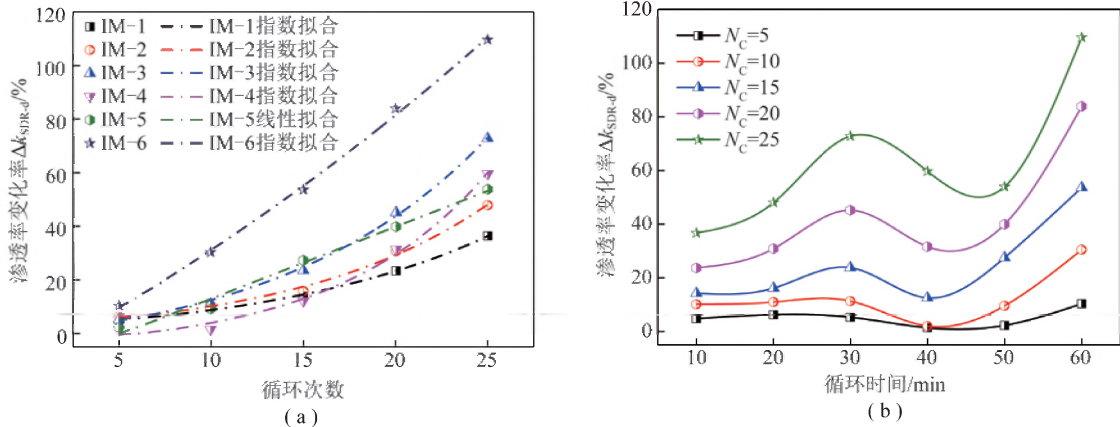 渗透率变化率Δk_SDR-d/%
120
100
80
60
40
20
0
IM-1 IM-1指数拟合
IM-2 IM-2指数拟合
IM-3 IM-3指数拟合
IM-4 IM-4指数拟合
IM-5 IM-5线性拟合
IM-6 IM-6指数拟合
5 10 15 20 25
循环次数
(a)
渗透率变化率Δk_SDR-d/%
120
100
80
60
40
20
0
N_C=5
N_C=10
N_C=15
N_C=20
N_C=25
10 20 30 40 50 60
循环时间/min
(b)